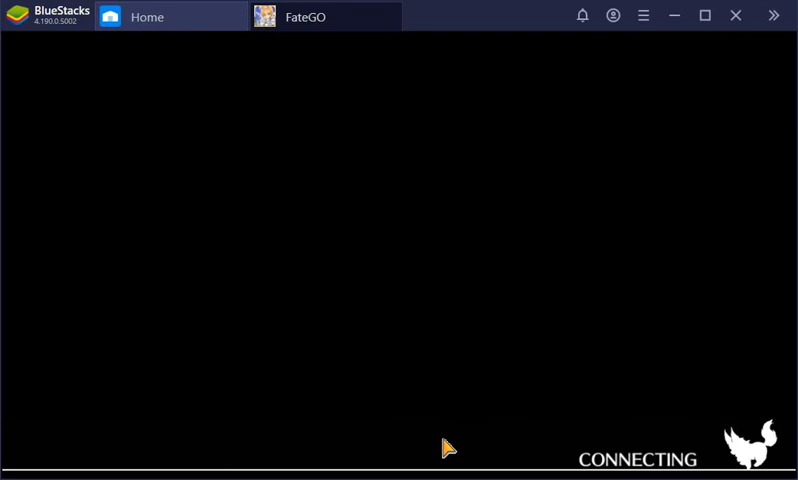 BlueStacks
4.190.0.5002
Home
FateGO
CONNECTING